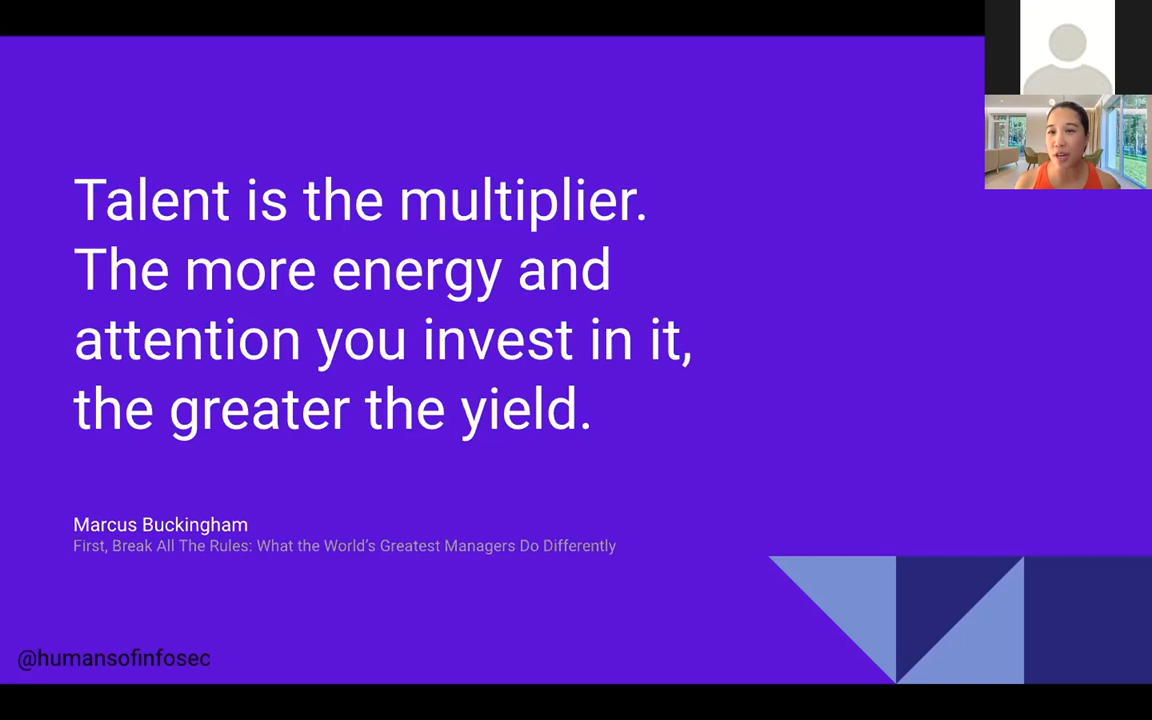 Talent is the multiplier.
The more energy and
attention you invest in it,
the greater the yield.
Marcus Buckingham
First, Break All The Rules: What the World’s Greatest Managers Do Differently
@humansofinfosec